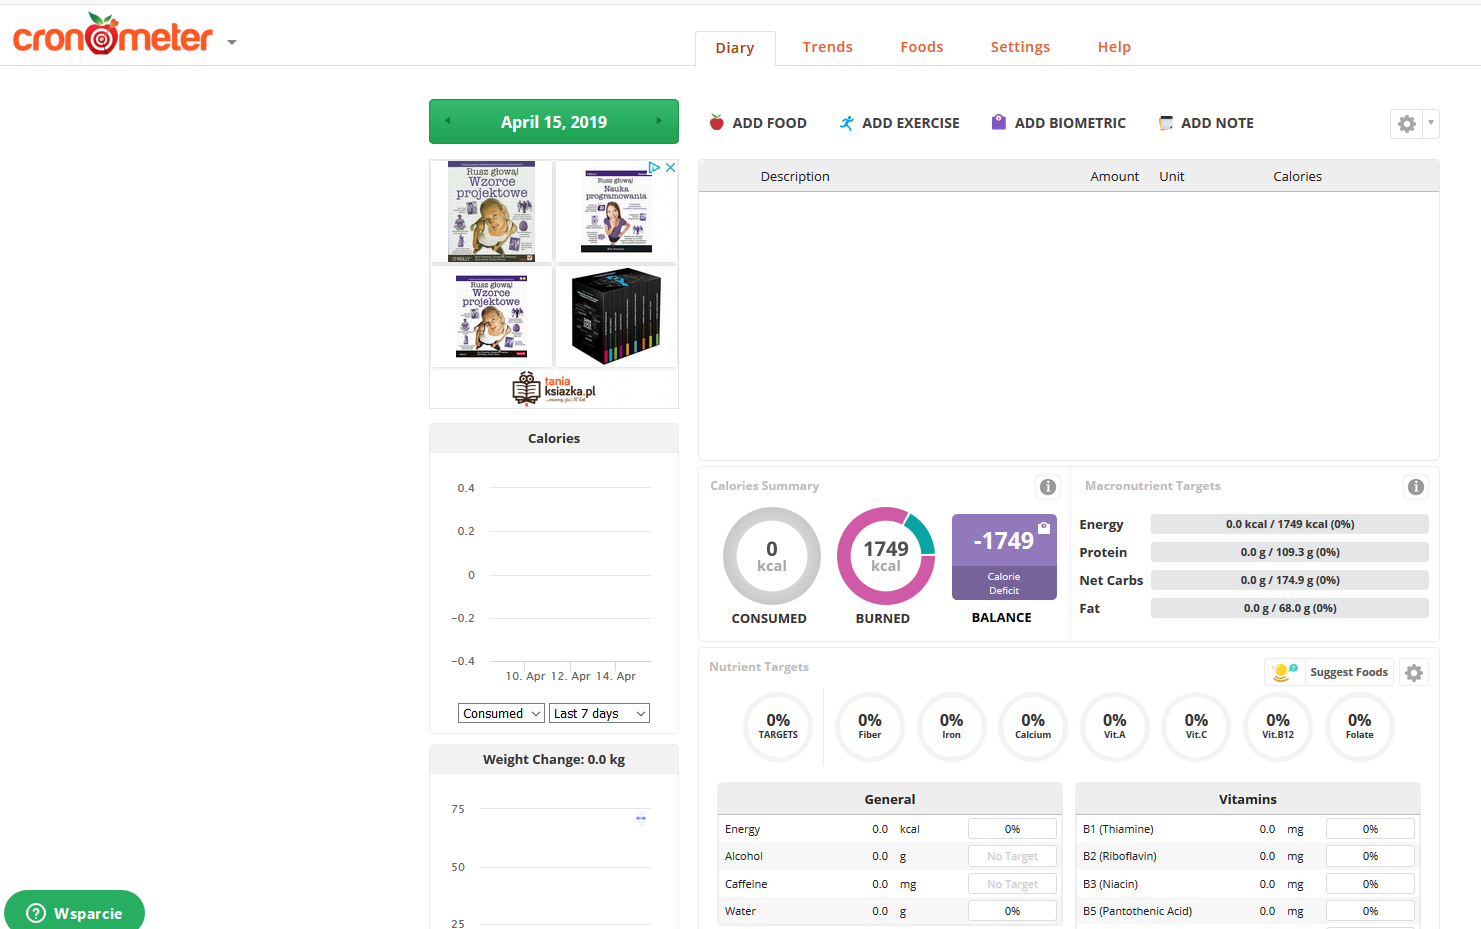 cronometer
Diary
Trends
Foods
Settings
Help
April 15, 2019
ADD FOOD
ADD EXERCISE
ADD BIOMETRIC
ADD NOTE
Rusz głową!
Wzorce
projektowe
O'REILLY
Rusz głową!
Nauka
programowania
Rusz głową!
Wzorce
projektowe
tania
ksiazka.pl
Description Amount Unit Calories
Calories
0.4
0.2
0
−0.2
−0.4
10. Apr 12. Apr 14. Apr
Consumed Last 7 days
Weight Change: 0.0 kg
75
50
25
Wsparcie
Calories Summary
0
kcal
CONSUMED
1749
kcal
BURNED
-1749
Calorie
Deficit
BALANCE
Macronutrient Targets
Energy 0.0 kcal / 1749 kcal (0%)
Protein 0.0 g / 109.3 g (0%)
Net Carbs 0.0 g / 174.9 g (0%)
Fat 0.0 g / 68.0 g (0%)
Nutrient Targets
Suggest Foods
0%
TARGETS
0%
Fiber
0%
Iron
0%
Calcium
0%
Vit.A
0%
Vit.C
0%
Vit.B12
0%
Folate
General
Energy 0.0 kcal 0%
Alcohol 0.0 g No Target
Caffeine 0.0 mg No Target
Water 0.0 g 0%
Vitamins
B1 (Thiamine) 0.0 mg 0%
B2 (Riboflavin) 0.0 mg 0%
B3 (Niacin) 0.0 mg 0%
B5 (Pantothenic Acid) 0.0 mg 0%